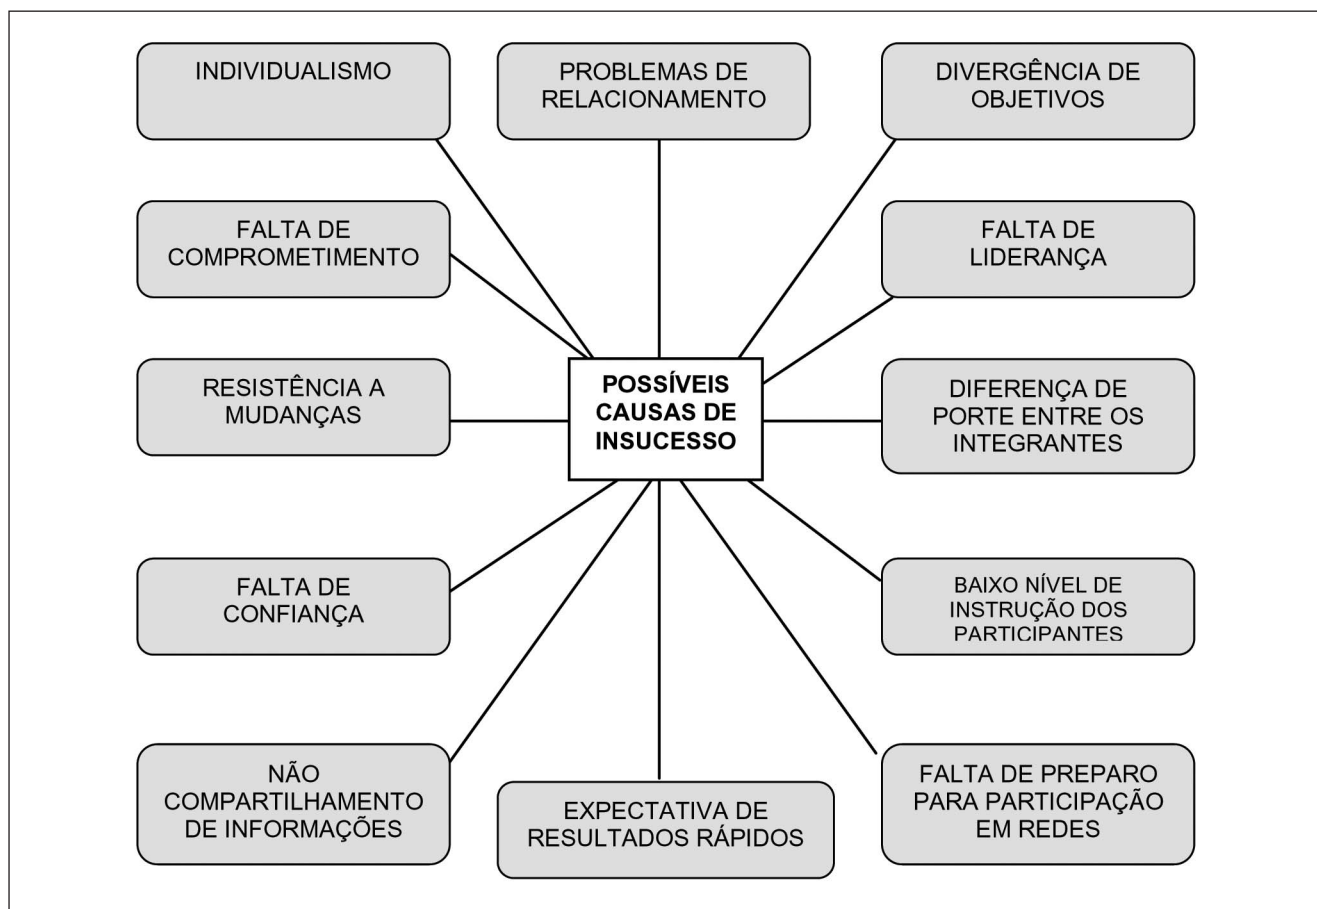 INDIVIDUALISMO
PROBLEMAS DE
RELACIONAMENTO
DIVERGÊNCIA DE
OBJETIVOS
FALTA DE
COMPROMETIMENTO
FALTA DE
LIDERANÇA
RESISTÊNCIA A
MUDANÇAS
POSSÍVEIS
CAUSAS DE
INSUCESSO
DIFERENÇA DE
PORTE ENTRE OS
INTEGRANTES
FALTA DE
CONFIANÇA
BAIXO NÍVEL DE
INSTRUÇÃO DOS
PARTICIPANTES
NÃO
COMPARTILHAMENTO
DE INFORMAÇÕES
EXPECTATIVA DE
RESULTADOS RÁPIDOS
FALTA DE PREPARO
PARA PARTICIPAÇÃO
EM REDES